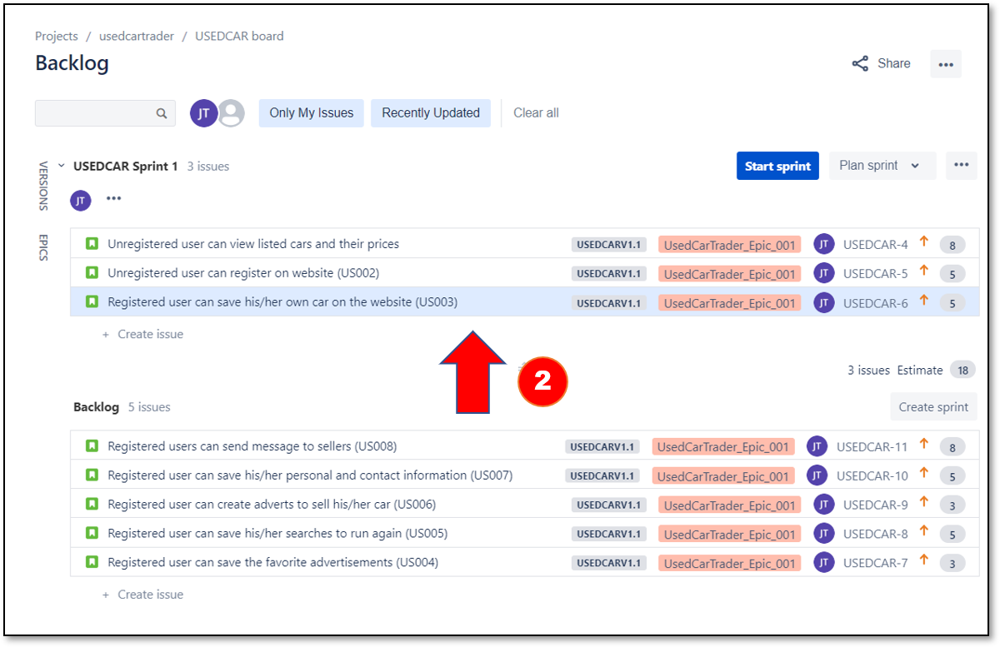 Projects / usedcartrader / USEDCAR board
Backlog
Share
JT Only My Issues Recently Updated Clear all
VERSIONS
EPICS
USEDCAR Sprint 1 3 issues Start sprint Plan sprint
JT
Unregistered user can view listed cars and their prices USEDCARV1.1 UsedCarTrader_Epic_001 JT USEDCAR-4 8
Unregistered user can register on website (US002) USEDCARV1.1 UsedCarTrader_Epic_001 JT USEDCAR-5 5
Registered user can save his/her own car on the website (US003) USEDCARV1.1 UsedCarTrader_Epic_001 JT USEDCAR-6 5
+ Create issue
2
3 issues Estimate 18
Backlog 5 issues Create sprint
Registered users can send message to sellers (US008) USEDCARV1.1 UsedCarTrader_Epic_001 JT USEDCAR-11 8
Registered user can save his/her personal and contact information (US007) USEDCARV1.1 UsedCarTrader_Epic_001 JT USEDCAR-10 5
Registered user can create adverts to sell his/her car (US006) USEDCARV1.1 UsedCarTrader_Epic_001 JT USEDCAR-9 3
Registered user can save his/her searches to run again (US005) USEDCARV1.1 UsedCarTrader_Epic_001 JT USEDCAR-8 5
Registered user can save the favorite advertisements (US004) USEDCARV1.1 UsedCarTrader_Epic_001 JT USEDCAR-7 3
+ Create issue